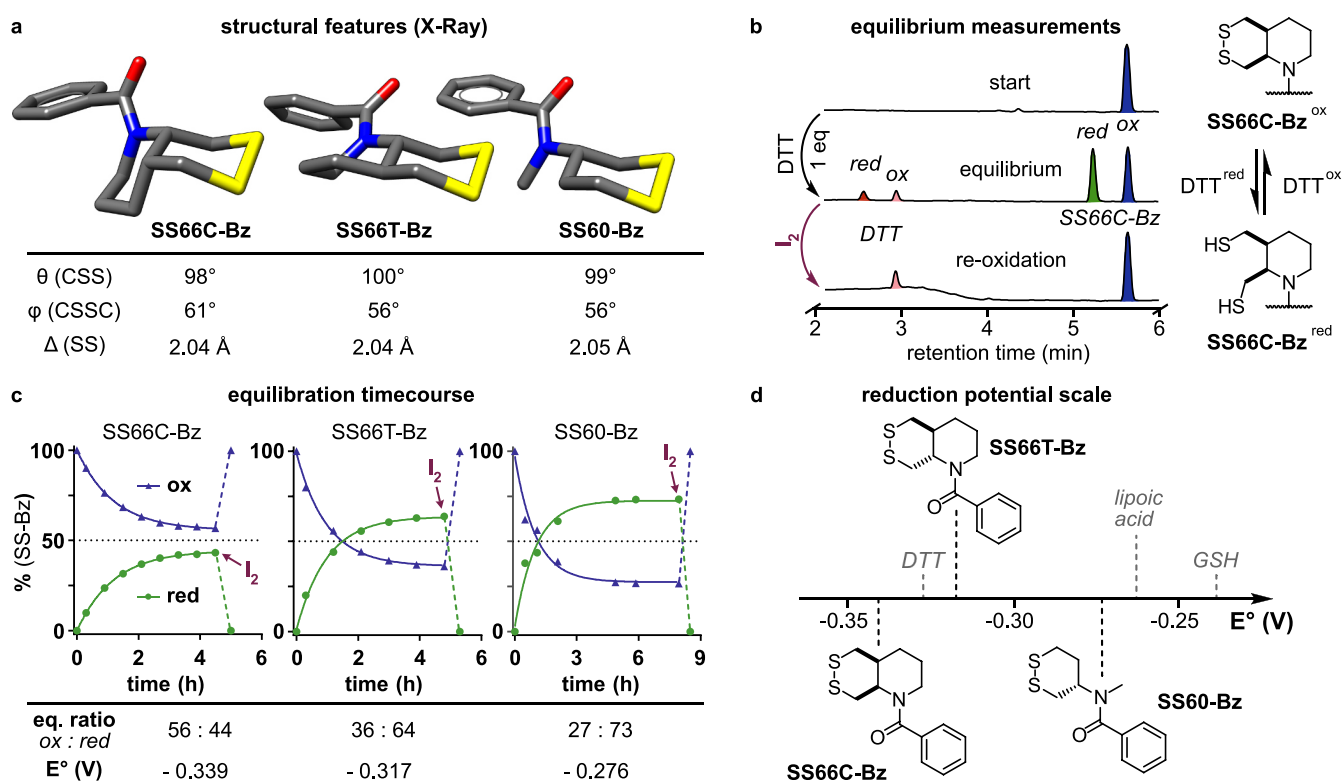 a structural features (X-Ray)
SS66C-Bz SS66T-Bz SS60-Bz
θ (CSS) 98° 100° 99°
φ (CSSC) 61° 56° 56°
Δ (SS) 2.04 Å 2.04 Å 2.05 Å
b equilibrium measurements
start
ox
red
DTT
1 eq
red ox
equilibrium
SS66C-Bz
DTT
I2
re-oxidation
2 3 4 5 6
retention time (min)
S
S
N
SS66C-Bz ox
DTT red DTT ox
HS
N
HS
SS66C-Bz red
c equilibration timecourse
SS66C-Bz SS66T-Bz SS60-Bz
% (SS-Bz)
100 100 100
ox
50
red
I2 I2 I2
0 0 0
0 2 4 6 0 2 4 6 0 3 6 9
time (h) time (h) time (h)
eq. ratio
ox : red
56 : 44 36 : 64 27 : 73
E° (V) - 0.339 - 0.317 - 0.276
d reduction potential scale
S
S
N
O
SS66T-Bz
DTT
lipoic
acid
GSH
-0.35 -0.30 -0.25 E° (V)
S
S
N
O
SS66C-Bz
S
S
N
O
SS60-Bz